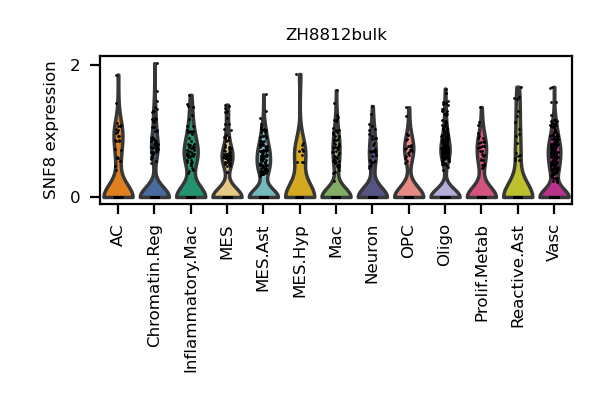 ZH8812bulk
SNF8 expression
2
0
AC
Chromatin.Reg
Inflammatory.Mac
MES
MES.Ast
MES.Hyp
Mac
Neuron
OPC
Oligo
Prolif.Metab
Reactive.Ast
Vasc